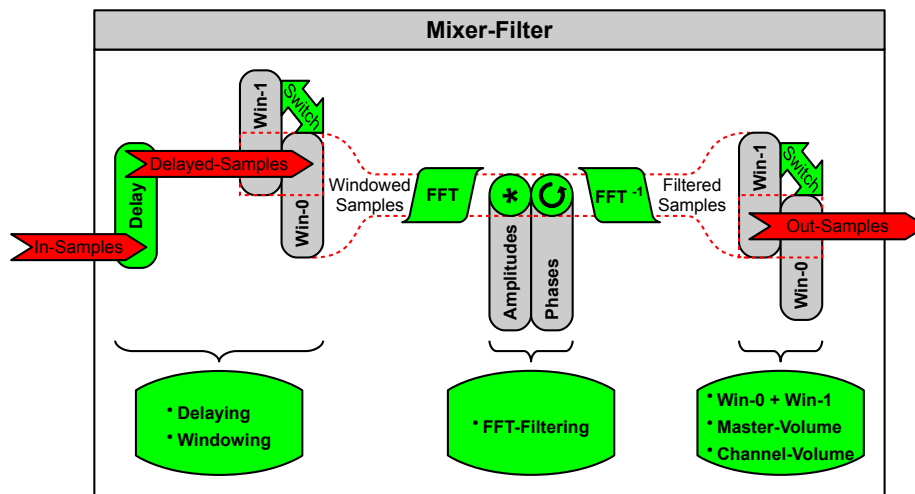 Mixer-Filter
Win-1
Switch
Delayed-Samples
Delay
Win-0
In-Samples
Windowed
Samples
FFT
*
Amplitudes
Phases
FFT -1
Filtered
Samples
Win-1
Switch
Out-Samples
Win-0
• Delaying
• Windowing
• FFT-Filtering
• Win-0 + Win-1
• Master-Volume
• Channel-Volume